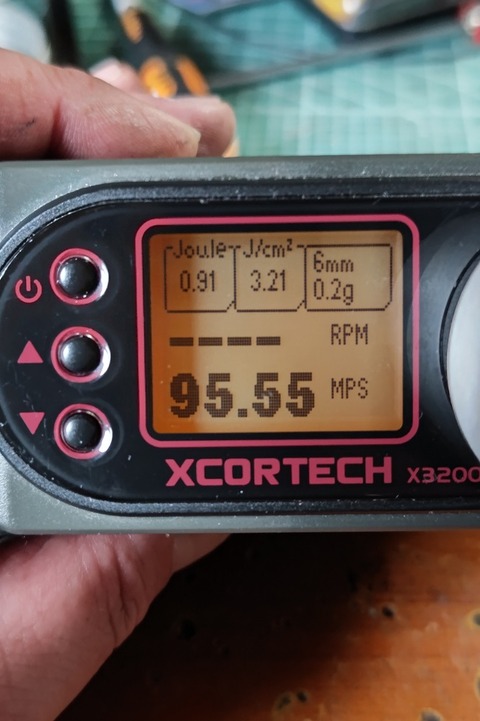 Joule J/cm² 6mm
0.91 3.21 0.2g
---- RPM
95.55 MPS
XCORTECH X3200